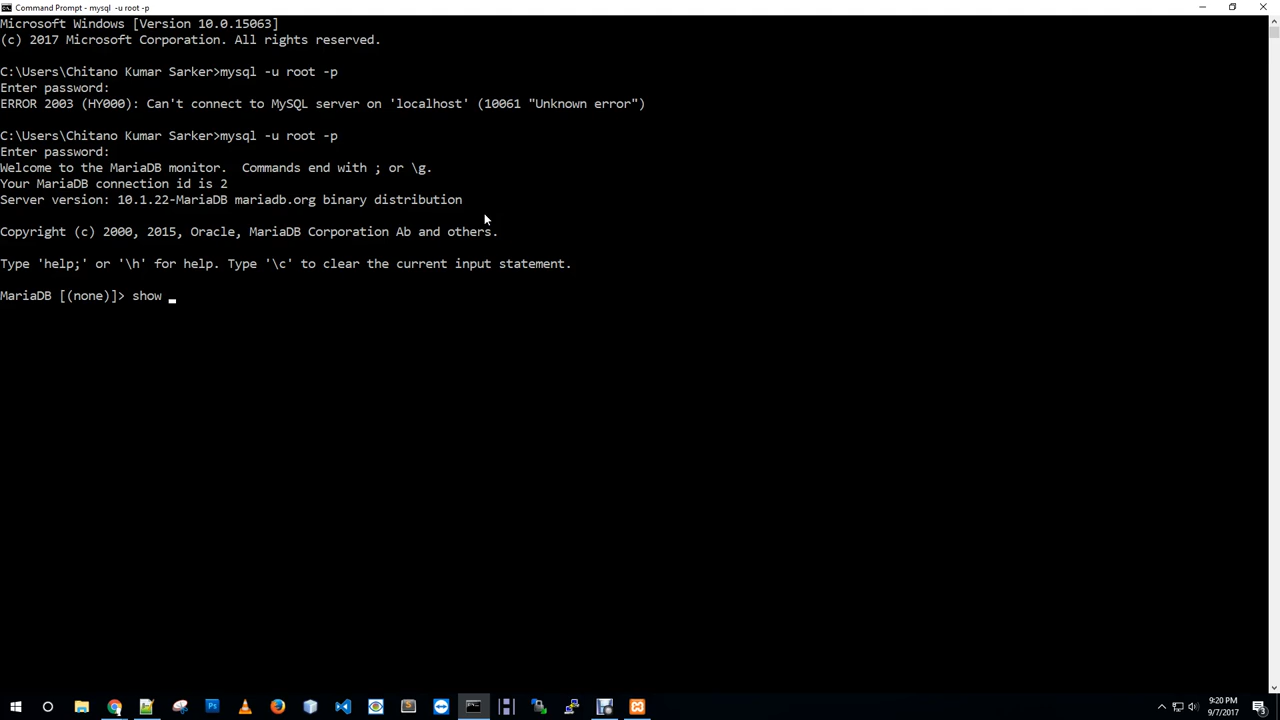 Command Prompt - mysql -u root -p
Microsoft Windows [Version 10.0.15063]
(c) 2017 Microsoft Corporation. All rights reserved.
C:\Users\Chitano Kumar Sarker>mysql -u root -p
Enter password:
ERROR 2003 (HY000): Can't connect to MySQL server on 'localhost' (10061 "Unknown error")
C:\Users\Chitano Kumar Sarker>mysql -u root -p
Enter password:
Welcome to the MariaDB monitor.  Commands end with ; or \g.
Your MariaDB connection id is 2
Server version: 10.1.22-MariaDB mariadb.org binary distribution
Copyright (c) 2000, 2015, Oracle, MariaDB Corporation Ab and others.
Type 'help;' or '\h' for help. Type '\c' to clear the current input statement.
MariaDB [(none)]> show _
9:20 PM
9/7/2017